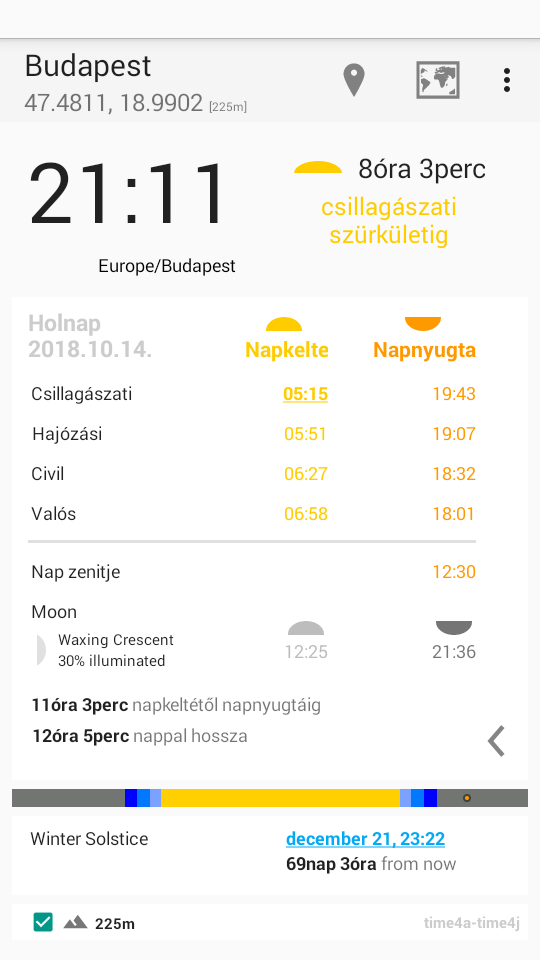 Budapest
47.4811, 18.9902 [225m]
21:11
8óra 3perc
csillagászati
szürkületig
Europe/Budapest
Holnap
2018.10.14.
Napkelte
Napnyugta
Csillagászati 05:15 19:43
Hajózási 05:51 19:07
Civil 06:27 18:32
Valós 06:58 18:01
Nap zenitje 12:30
Moon
Waxing Crescent
30% illuminated
12:25 21:36
11óra 3perc napkeltétől napnyugtáig
12óra 5perc nappal hossza
Winter Solstice december 21, 23:22
69nap 3óra from now
225m time4a-time4j